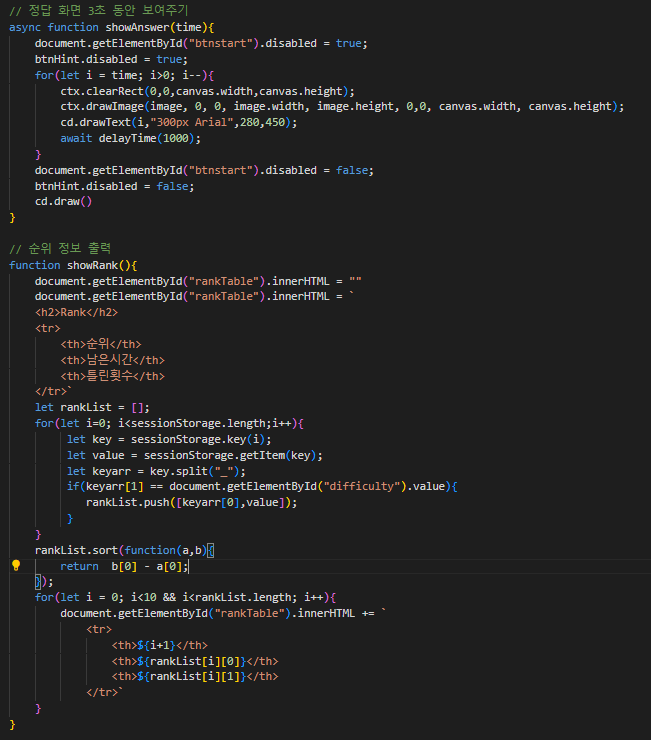 // 정답 화면 3초 동안 보여주기
async function showAnswer(time){
    document.getElementById("btnstart").disabled = true;
    btnHint.disabled = true;
    for(let i = time; i>0; i--){
        ctx.clearRect(0,0,canvas.width,canvas.height);
        ctx.drawImage(image, 0, 0, image.width, image.height, 0,0, canvas.width, canvas.height);
        cd.drawText(i,"300px Arial",280,450);
        await delayTime(1000);
    }
    document.getElementById("btnstart").disabled = false;
    btnHint.disabled = false;
    cd.draw()
}

// 순위 정보 출력
function showRank(){
    document.getElementById("rankTable").innerHTML = ""
    document.getElementById("rankTable").innerHTML = `
    <h2>Rank</h2>
    <tr>
        <th>순위</th>
        <th>남은시간</th>
        <th>틀린횟수</th>
    </tr>`
    let rankList = [];
    for(let i=0; i<sessionStorage.length;i++){
         let key = sessionStorage.key(i);
         let value = sessionStorage.getItem(key);
         let keyarr = key.split("_");
         if(keyarr[1] == document.getElementById("difficulty").value){
            rankList.push([keyarr[0],value]);
         }
    }
    rankList.sort(function(a,b){
        return  b[0] - a[0];
    });
    for(let i = 0; i<10 && i<rankList.length; i++){
        document.getElementById("rankTable").innerHTML += `
            <tr>
                <th>${i+1}</th>
                <th>${rankList[i][0]}</th>
                <th>${rankList[i][1]}</th>
            </tr>`
    }
}